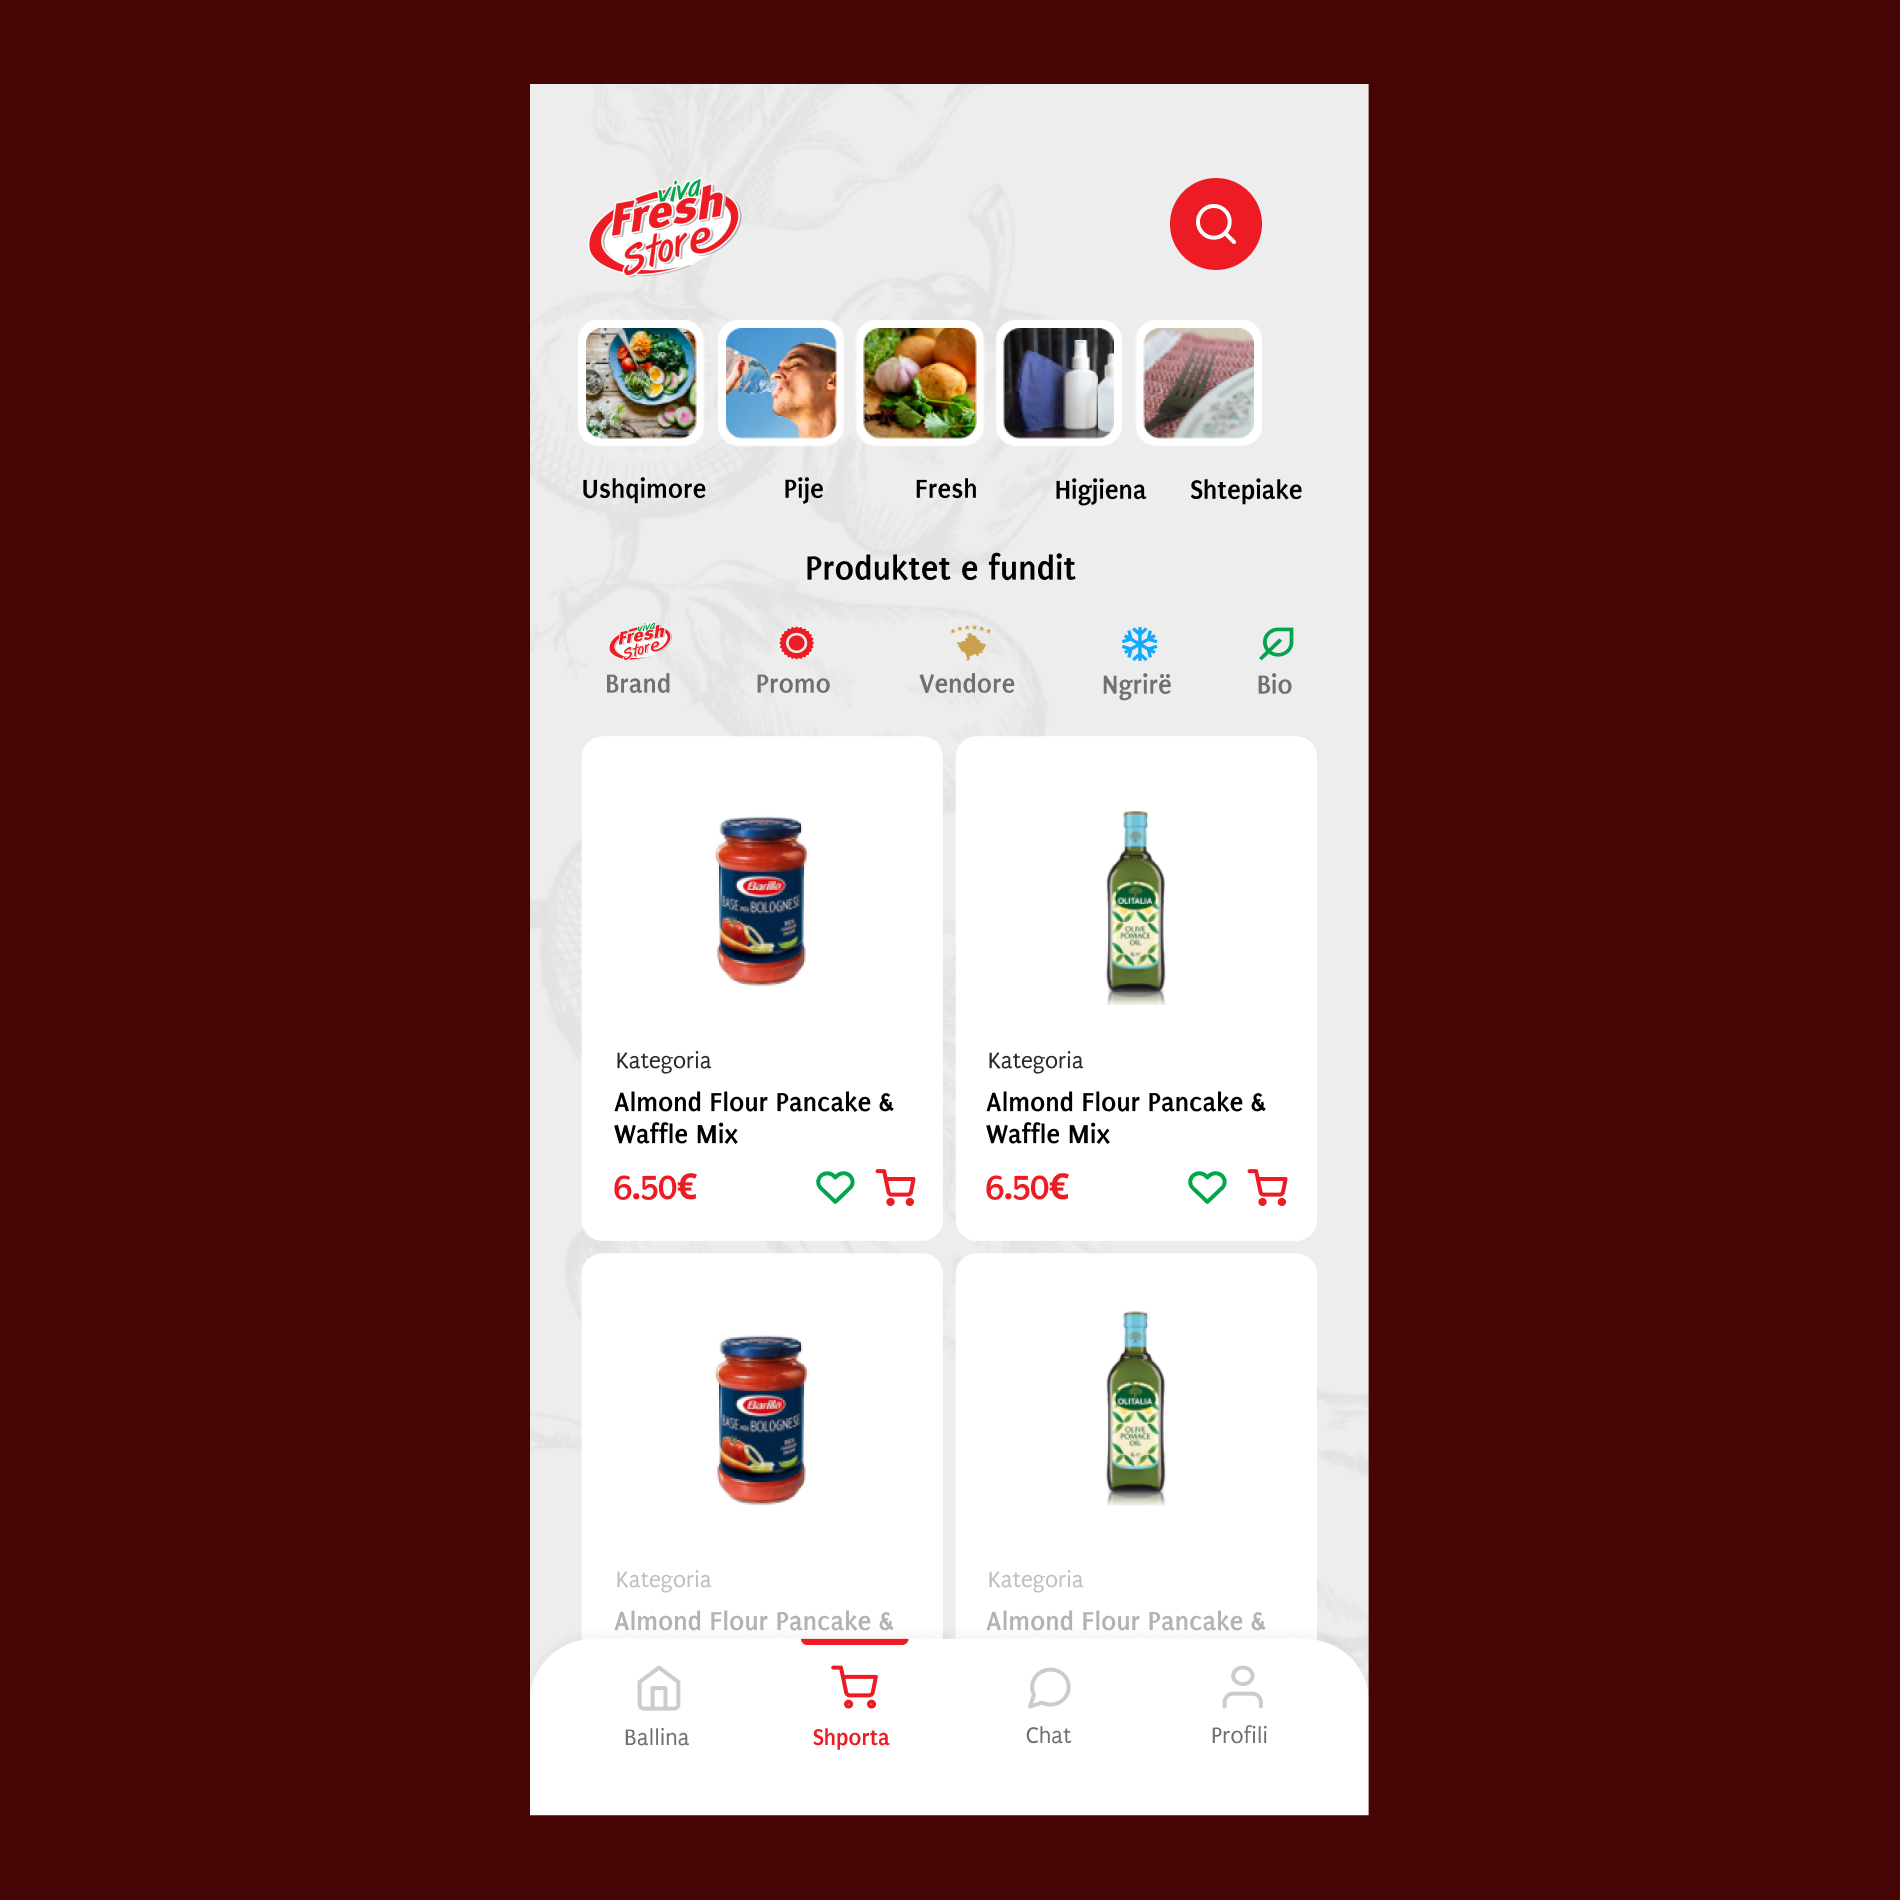 viva
Fresh
Store
Ushqimore Pije Fresh Higjiena Shtepiake
Produktet e fundit
viva
Fresh
Store
Brand Promo Vendore Ngrirë Bio
Barilla
BASE PER BOLOGNESE
OLITALIA
OLIVE
POMACE
OIL
Kategoria
Almond Flour Pancake &
Waffle Mix
6.50€
Kategoria
Almond Flour Pancake &
Waffle Mix
6.50€
Barilla
BASE PER BOLOGNESE
OLITALIA
OLIVE
POMACE
OIL
Kategoria
Almond Flour Pancake &
Kategoria
Almond Flour Pancake &
Ballina Shporta Chat Profili